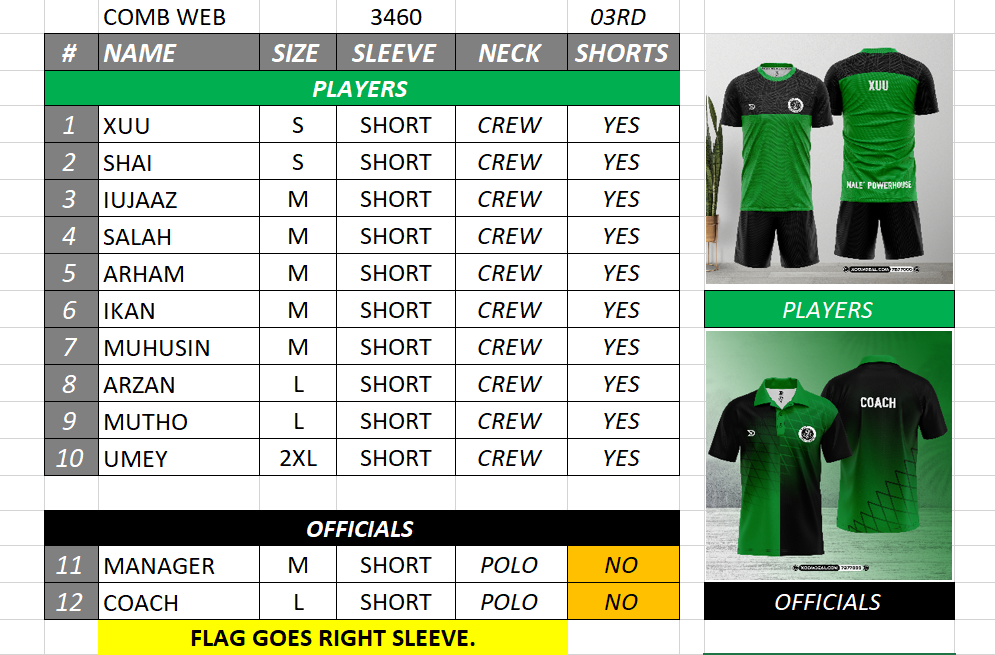 COMB WEB 3460 03RD
# NAME SIZE SLEEVE NECK SHORTS
PLAYERS
1 XUU S SHORT CREW YES
2 SHAI S SHORT CREW YES
3 IUJAAZ M SHORT CREW YES
4 SALAH M SHORT CREW YES
5 ARHAM M SHORT CREW YES
6 IKAN M SHORT CREW YES
7 MUHUSIN M SHORT CREW YES
8 ARZAN L SHORT CREW YES
9 MUTHO L SHORT CREW YES
10 UMEY 2XL SHORT CREW YES
OFFICIALS
11 MANAGER M SHORT POLO NO
12 COACH L SHORT POLO NO
FLAG GOES RIGHT SLEEVE.
XUU
MALE' POWERHOUSE
PLAYERS
COACH
OFFICIALS